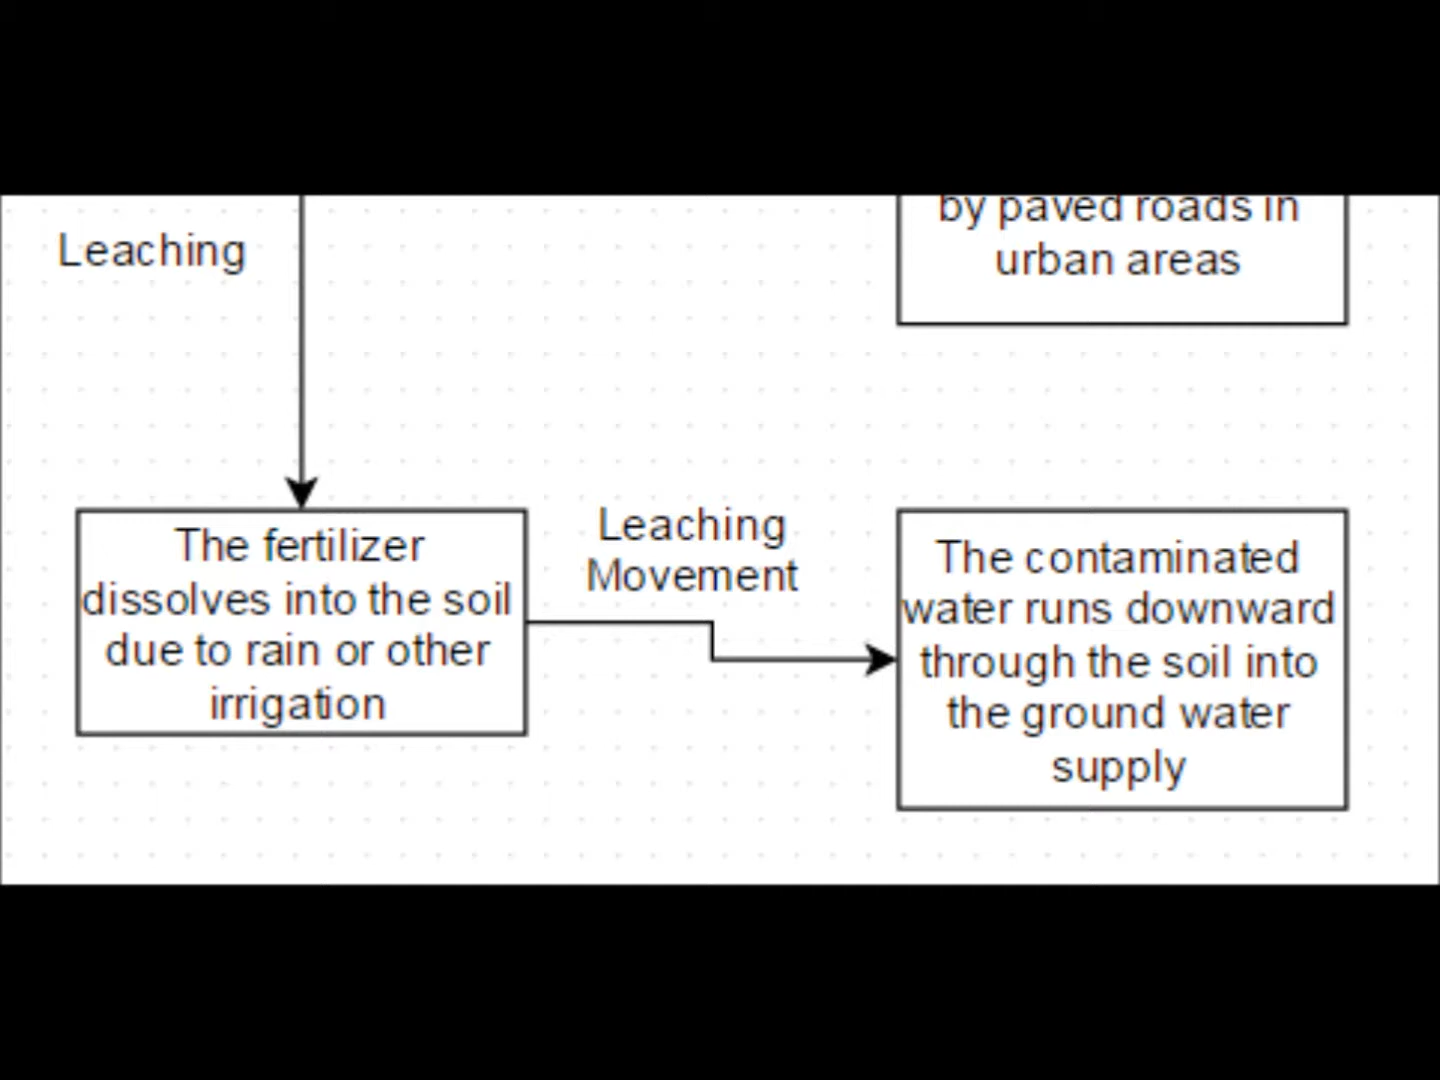 by paved roads in
urban areas
Leaching
The fertilizer
dissolves into the soil
due to rain or other
irrigation
Leaching
Movement
The contaminated
water runs downward
through the soil into
the ground water
supply